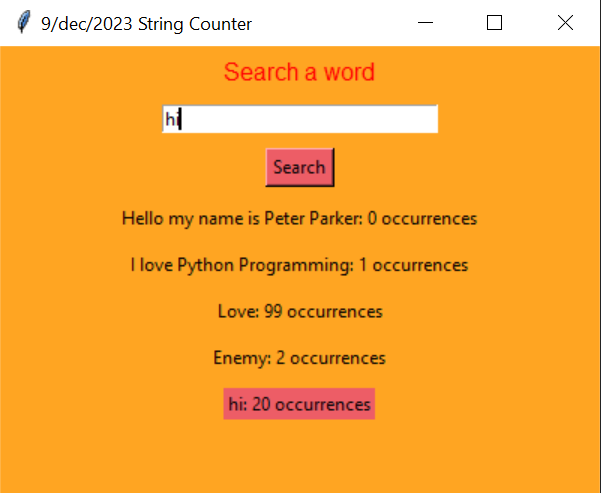 9/dec/2023 String Counter
Search a word
hi
Search
Hello my name is Peter Parker: 0 occurrences
I love Python Programming: 1 occurrences
Love: 99 occurrences
Enemy: 2 occurrences
hi: 20 occurrences